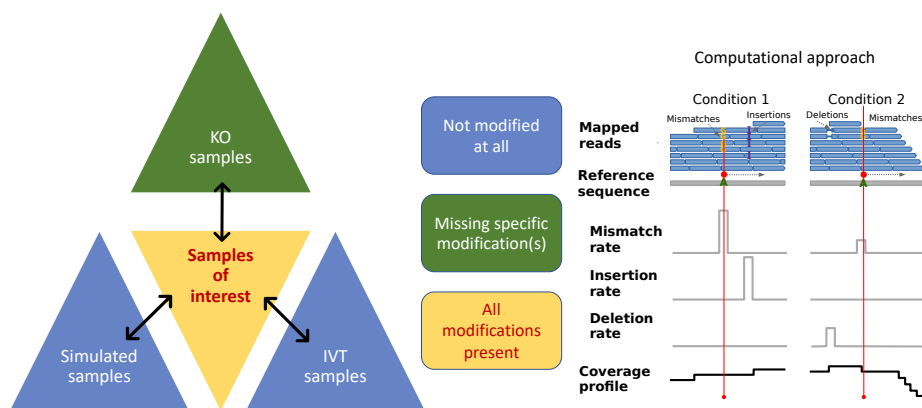 KO
samples
Samples
of
interest
Simulated
samples
IVT
samples
Not modified
at all
Missing specific
modification(s)
All
modifications
present
Computational approach
Condition 1
Condition 2
Mismatches
Insertions
Deletions
Mismatches
Mapped
reads
Reference
sequence
A
A
Mismatch
rate
Insertion
rate
Deletion
rate
Coverage
profile